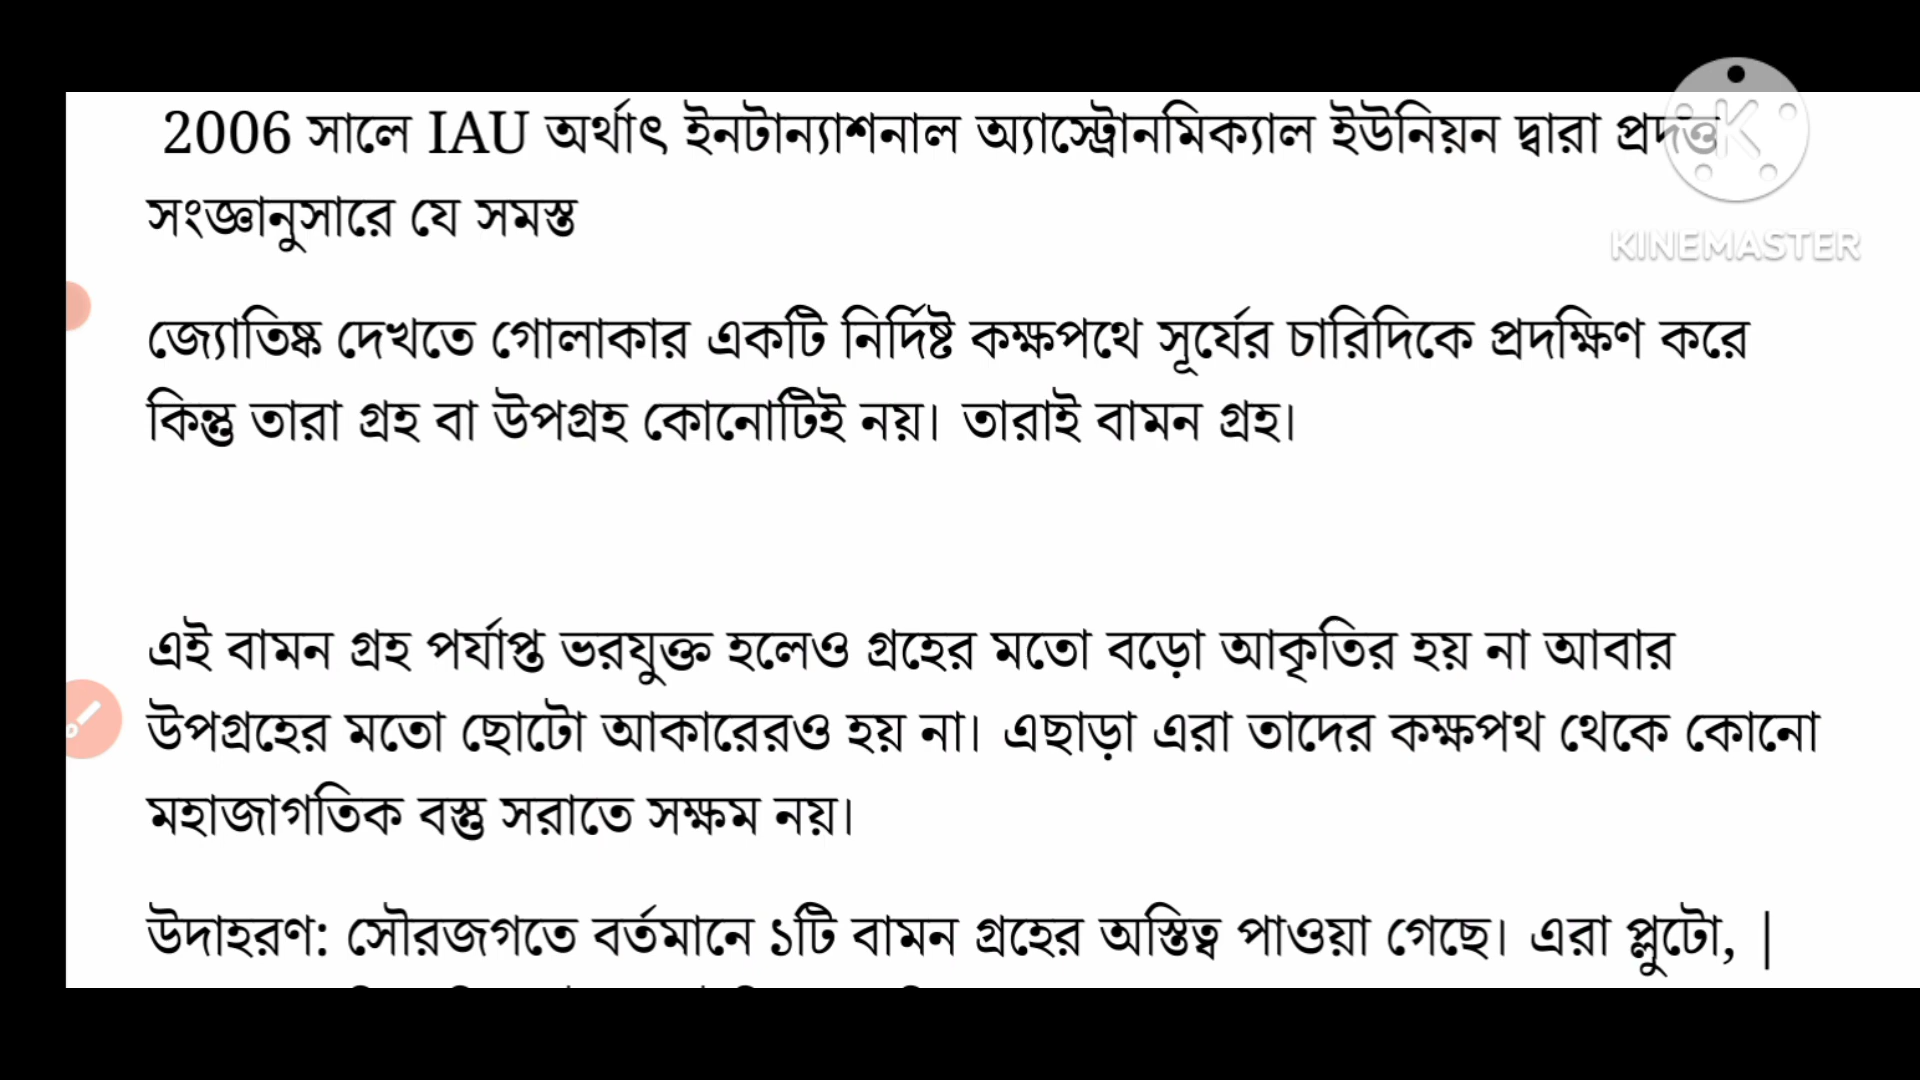 2006 সালে IAU অর্থাৎ ইনটান্যাশনাল অ্যাস্ট্রোনমিক্যাল ইউনিয়ন দ্বারা প্রদত্ত
সংজ্ঞানুসারে যে সমস্ত
KINEMASTER
জ্যোতিষ্ক দেখতে গোলাকার একটি নির্দিষ্ট কক্ষপথে সূর্যের চারিদিকে প্রদক্ষিণ করে
কিন্তু তারা গ্রহ বা উপগ্রহ কোনোটিই নয়। তারাই বামন গ্রহ।
এই বামন গ্রহ পর্যাপ্ত ভরযুক্ত হলেও গ্রহের মতো বড়ো আকৃতির হয় না আবার
উপগ্রহের মতো ছোটো আকারেরও হয় না। এছাড়া এরা তাদের কক্ষপথ থেকে কোনো
মহাজাগতিক বস্তু সরাতে সক্ষম নয়।
উদাহরণ: সৌরজগতে বর্তমানে ১টি বামন গ্রহের অস্তিত্ব পাওয়া গেছে। এরা প্লুটো, |